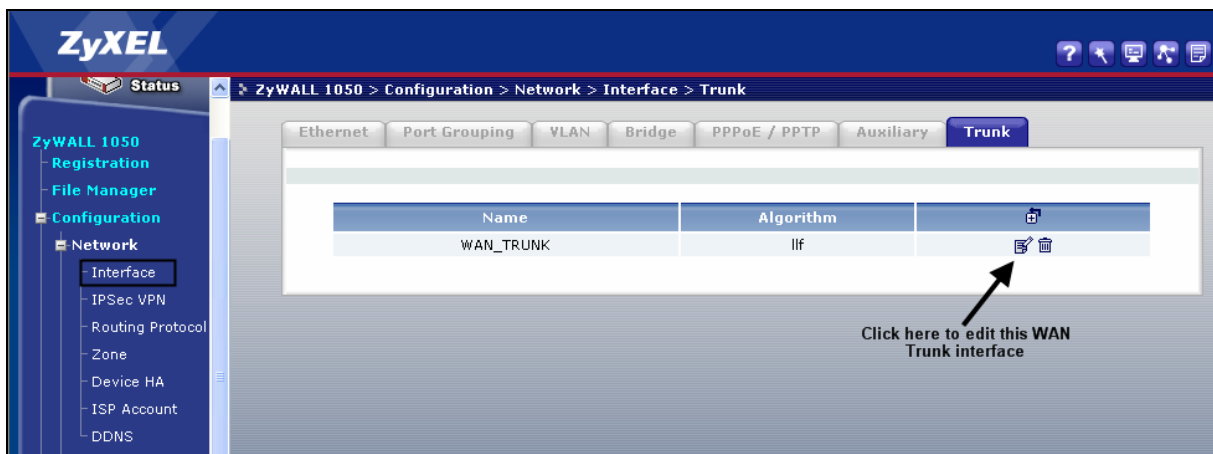 ZyXEL
Status
ZyWALL 1050 > Configuration > Network > Interface > Trunk
ZyWALL 1050
Registration
File Manager
Configuration
Network
Interface
IPSec VPN
Routing Protocol
Zone
Device HA
ISP Account
DDNS
Ethernet
Port Grouping
VLAN
Bridge
PPPoE / PPTP
Auxiliary
Trunk
Name Algorithm
WAN_TRUNK llf
Click here to edit this WAN
Trunk interface